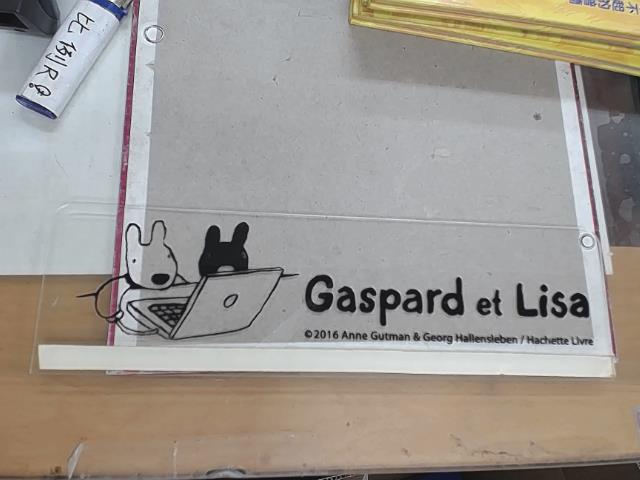 Gaspard et Lisa
©2016 Anne Gutman & Georg Hallensleben / Hachette Livre